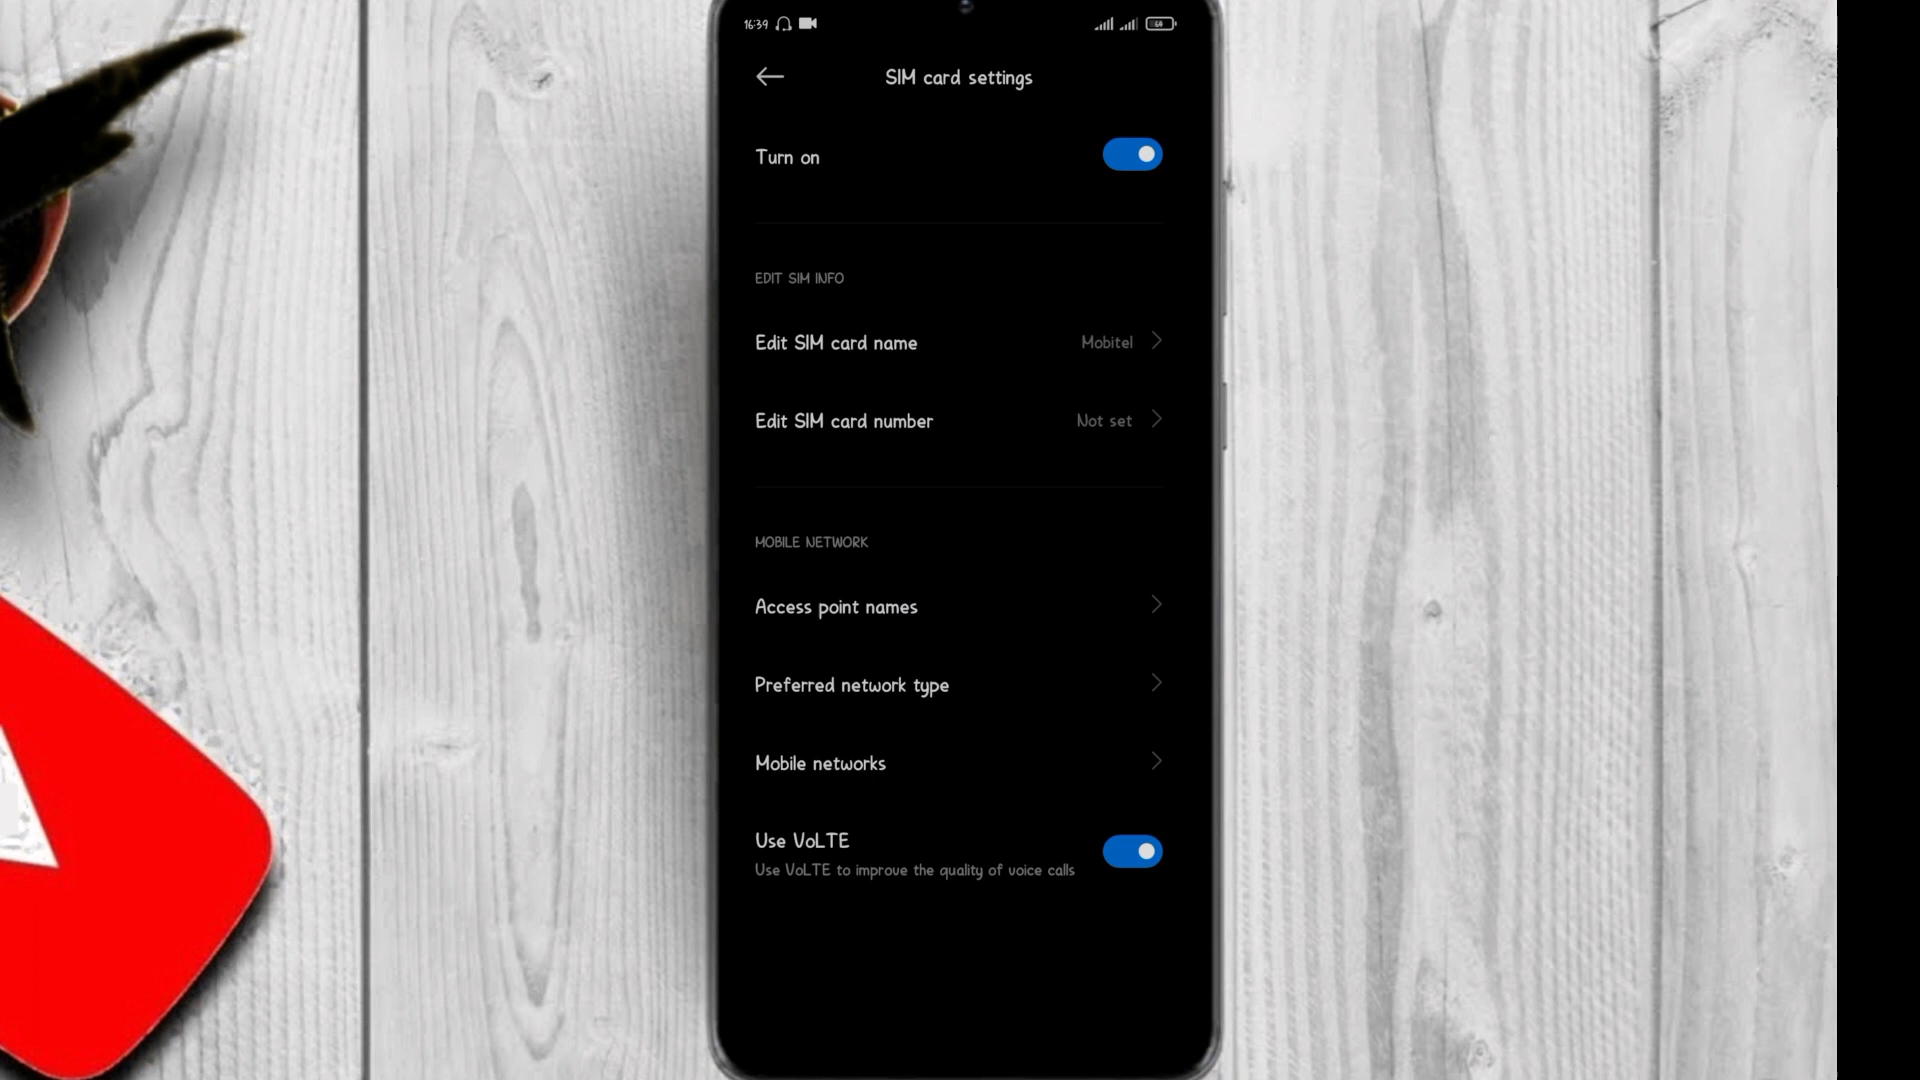 16:39
SIM card settings
Turn on
EDIT SIM INFO
Edit SIM card name
Mobitel
Edit SIM card number
Not set
MOBILE NETWORK
Access point names
Preferred network type
Mobile networks
Use VoLTE
Use VoLTE to improve the quality of voice calls